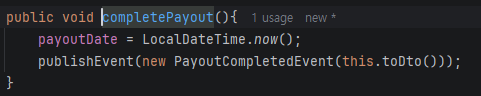 public void completePayout(){ 1 usage new *
payoutDate = LocalDateTime.now();
publishEvent(new PayoutCompletedEvent(this.toDto()));
}